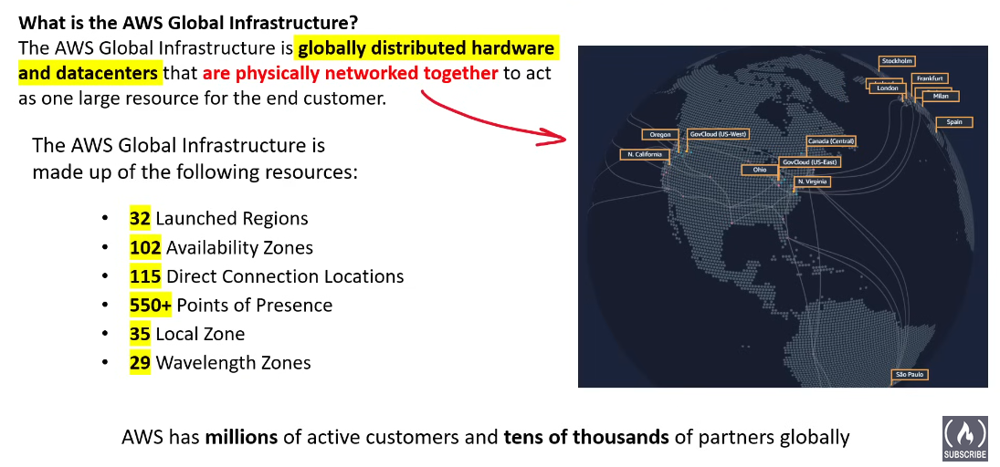 What is the AWS Global Infrastructure?
The AWS Global Infrastructure is globally distributed hardware
and datacenters that are physically networked together to act
as one large resource for the end customer.
The AWS Global Infrastructure is
made up of the following resources:
• 32 Launched Regions
• 102 Availability Zones
• 115 Direct Connection Locations
• 550+ Points of Presence
• 35 Local Zone
• 29 Wavelength Zones
Stockholm
Frankfurt
London
Milan
Spain
Oregon
GovCloud (US-West)
Canada (Central)
N. California
GovCloud (US-East)
Ohio
N. Virginia
São Paulo
AWS has millions of active customers and tens of thousands of partners globally
SUBSCRIBE